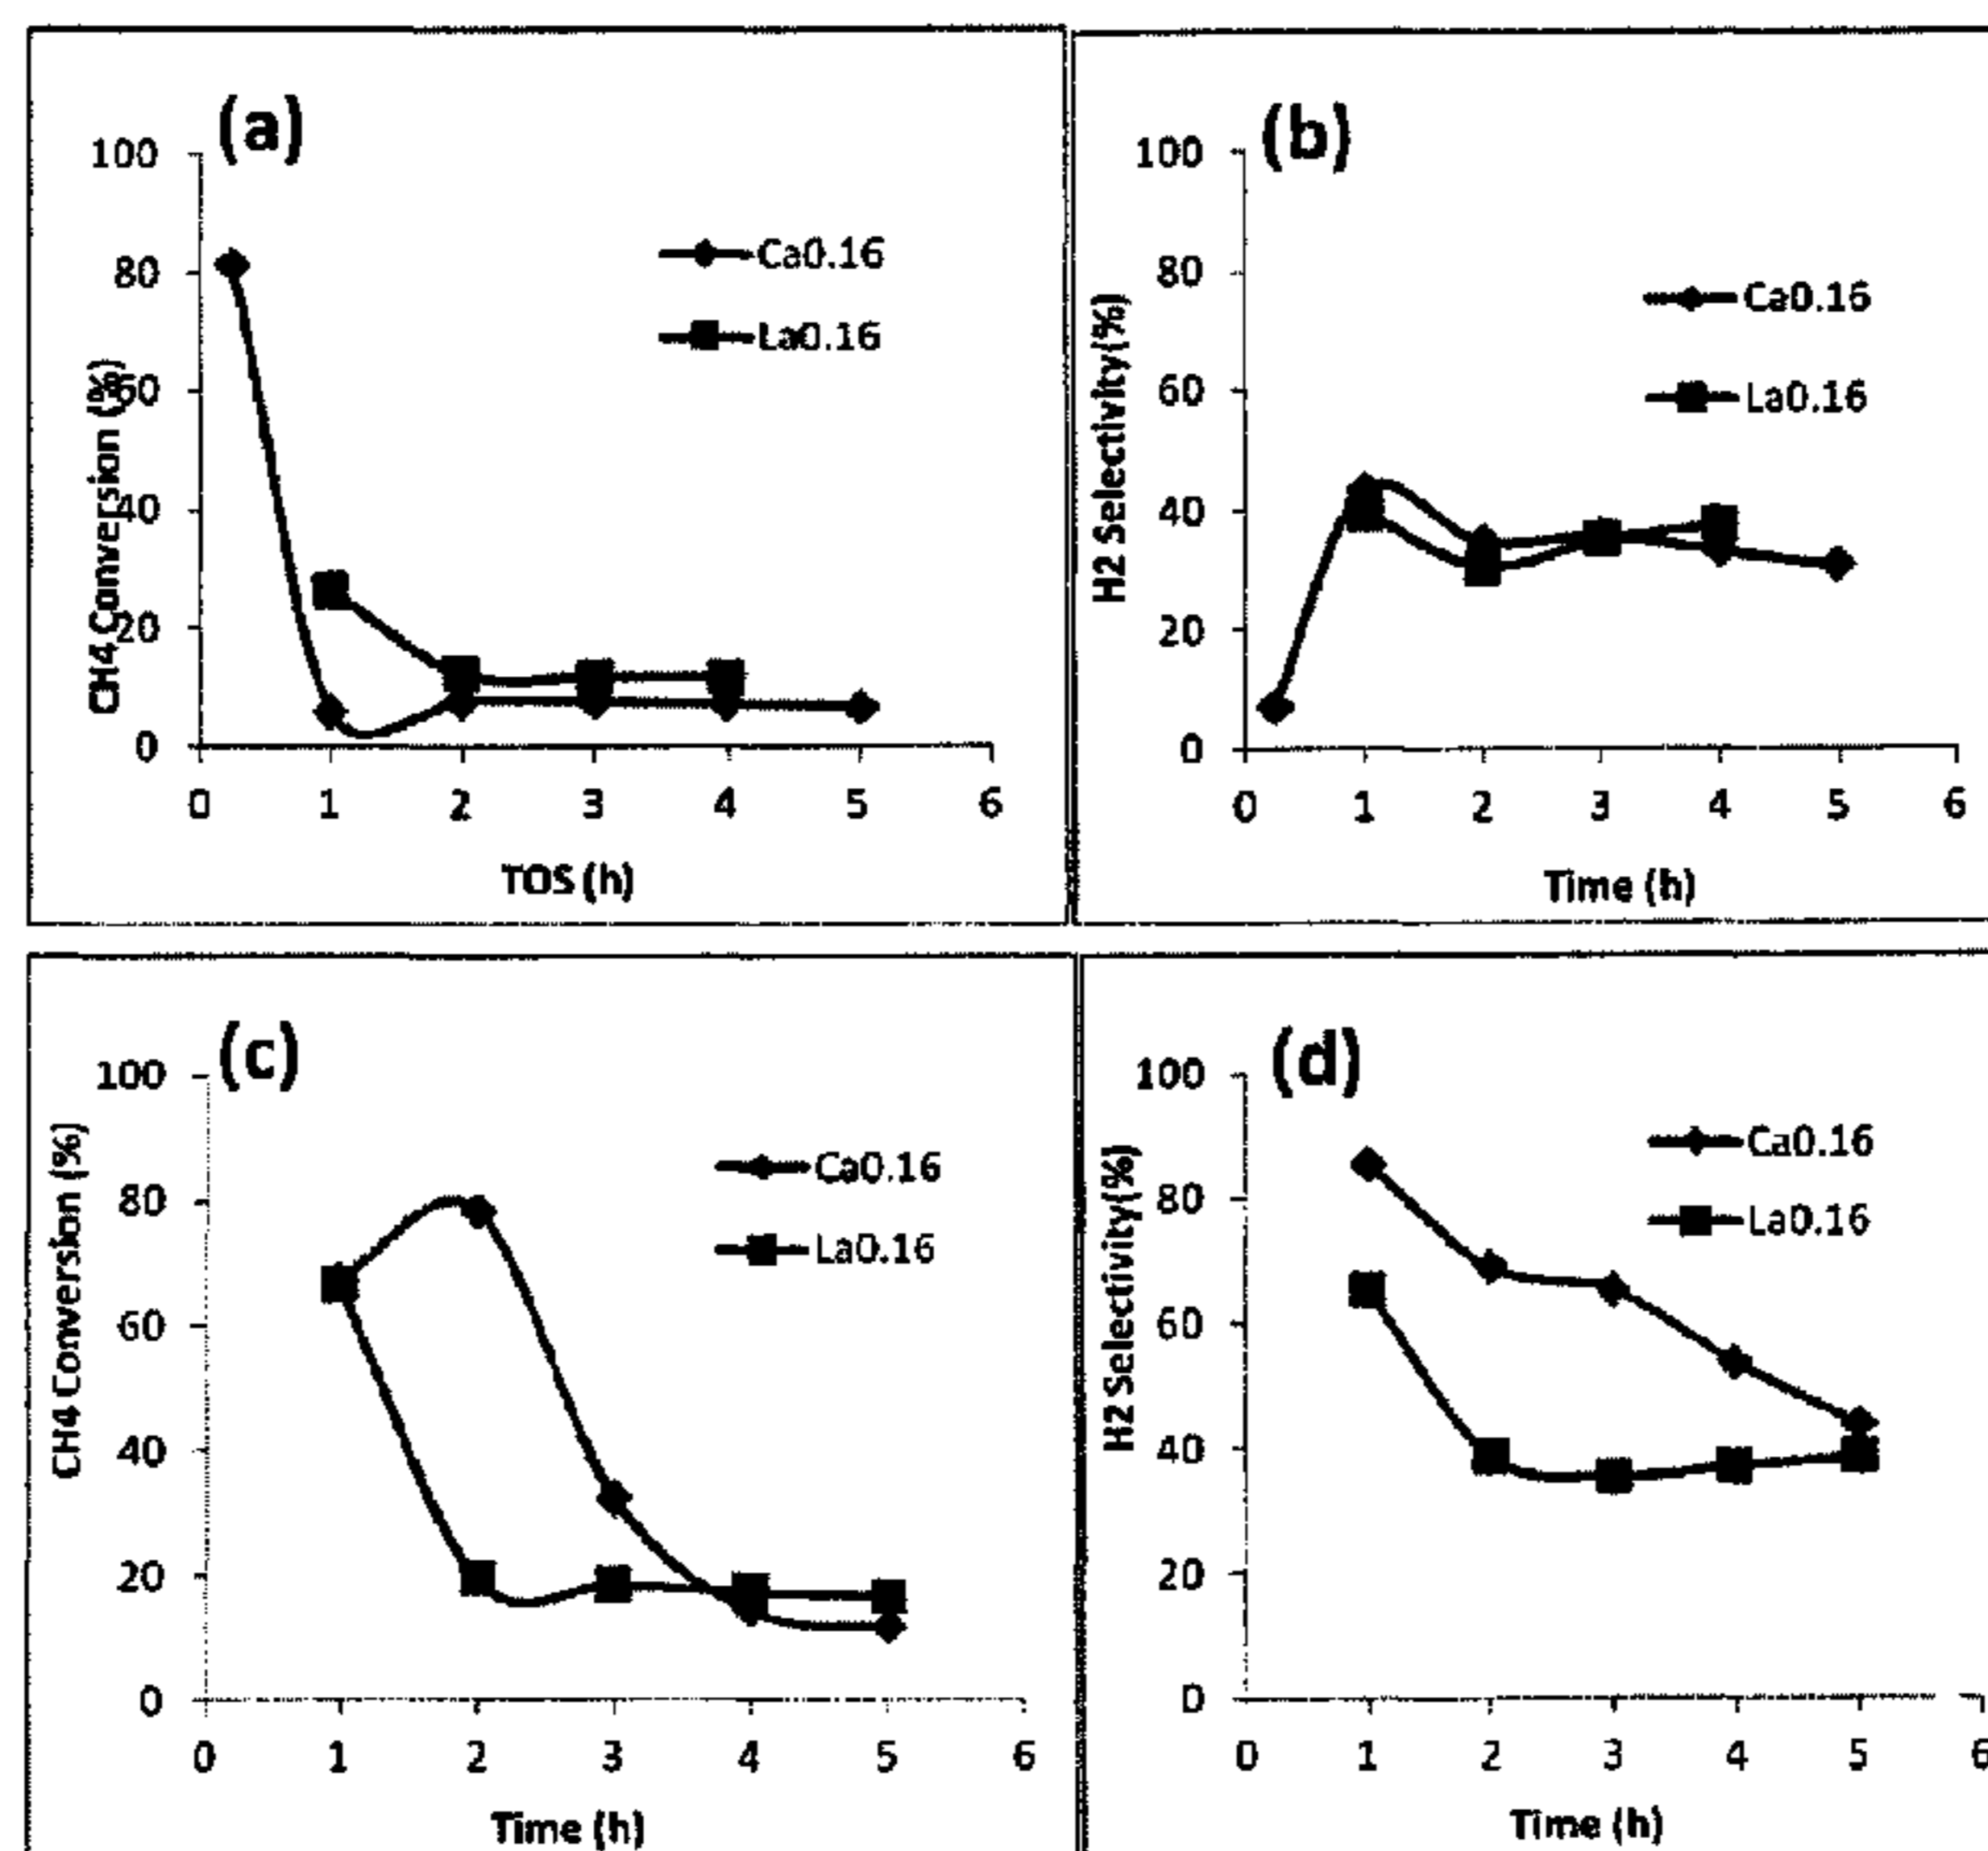 (a)
100
80
60
40
20
0
CH4 Conversion (%)
Ca0.16
La0.16
0 1 2 3 4 5 6
TOS (h)
(b)
100
80
60
40
20
0
H2 Selectivity(%)
Ca0.16
La0.16
0 1 2 3 4 5 6
Time (h)
(c)
100
80
60
40
20
0
CH4 Conversion (%)
Ca0.16
La0.16
0 1 2 3 4 5 6
Time (h)
(d)
100
80
60
40
20
0
H2 Selectivity(%)
Ca0.16
La0.16
0 1 2 3 4 5 6
Time (h)